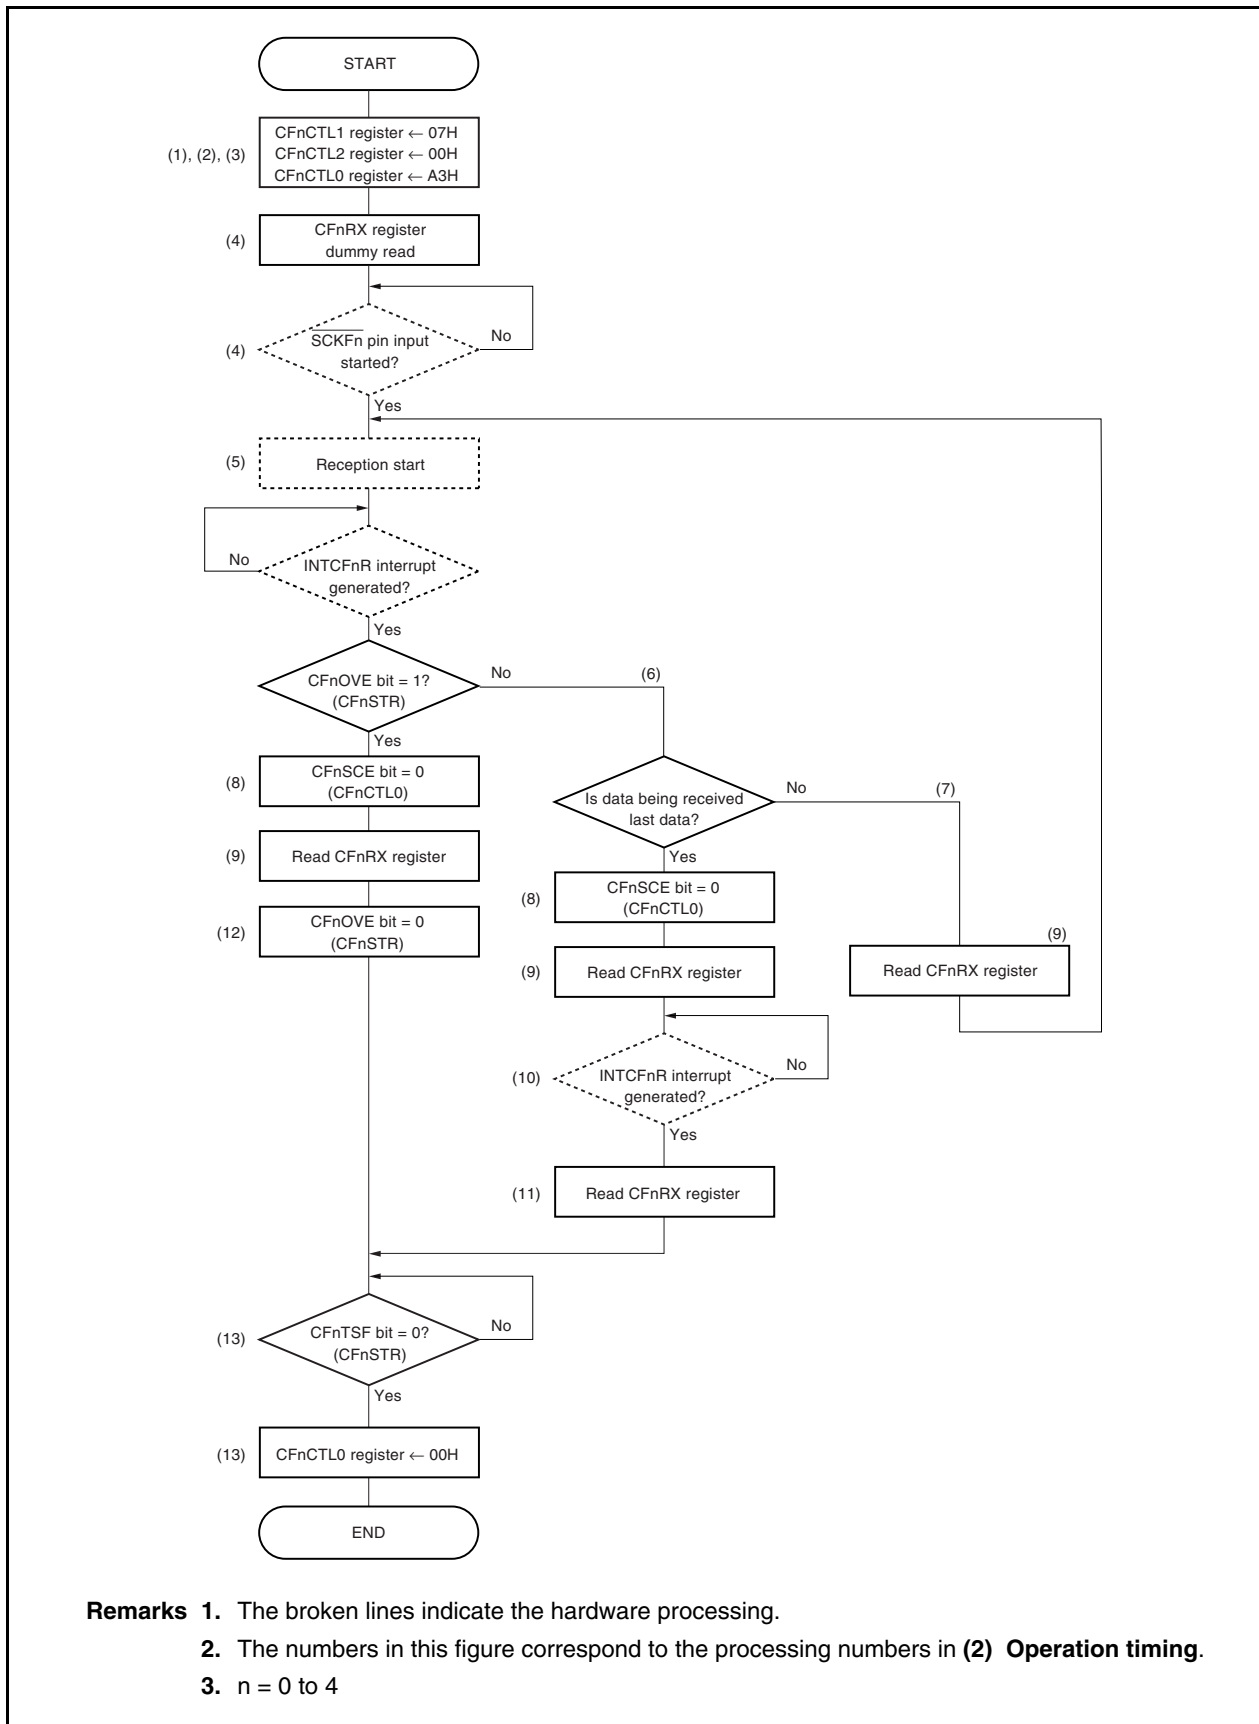 START
(1), (2), (3)
CFnCTL1 register ← 07H
CFnCTL2 register ← 00H
CFnCTL0 register ← A3H
(4)
CFnRX register
dummy read
(4)
SCKFn pin input
started?
No
Yes
(5)
Reception start
No
INTCFnR interrupt
generated?
Yes
CFnOVE bit = 1?
(CFnSTR)
No
(6)
Yes
(8)
CFnSCE bit = 0
(CFnCTL0)
Is data being received
last data?
No
(7)
Yes
(9)
Read CFnRX register
(8)
CFnSCE bit = 0
(CFnCTL0)
(12)
CFnOVE bit = 0
(CFnSTR)
(9)
Read CFnRX register
(9)
Read CFnRX register
(10)
INTCFnR interrupt
generated?
No
Yes
(11)
Read CFnRX register
(13)
CFnTSF bit = 0?
(CFnSTR)
No
Yes
(13)
CFnCTL0 register ← 00H
END
Remarks 1. The broken lines indicate the hardware processing.
2. The numbers in this figure correspond to the processing numbers in (2) Operation timing.
3. n = 0 to 4